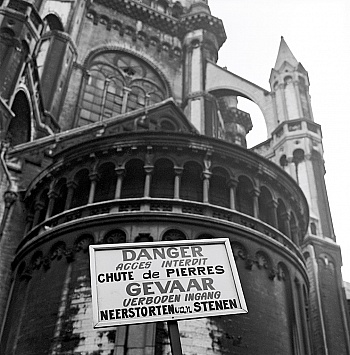 DANGER
ACCES INTERDIT
CHUTE de PIERRES
GEVAAR
VERBODEN INGANG
NEERSTORTEN van STENEN